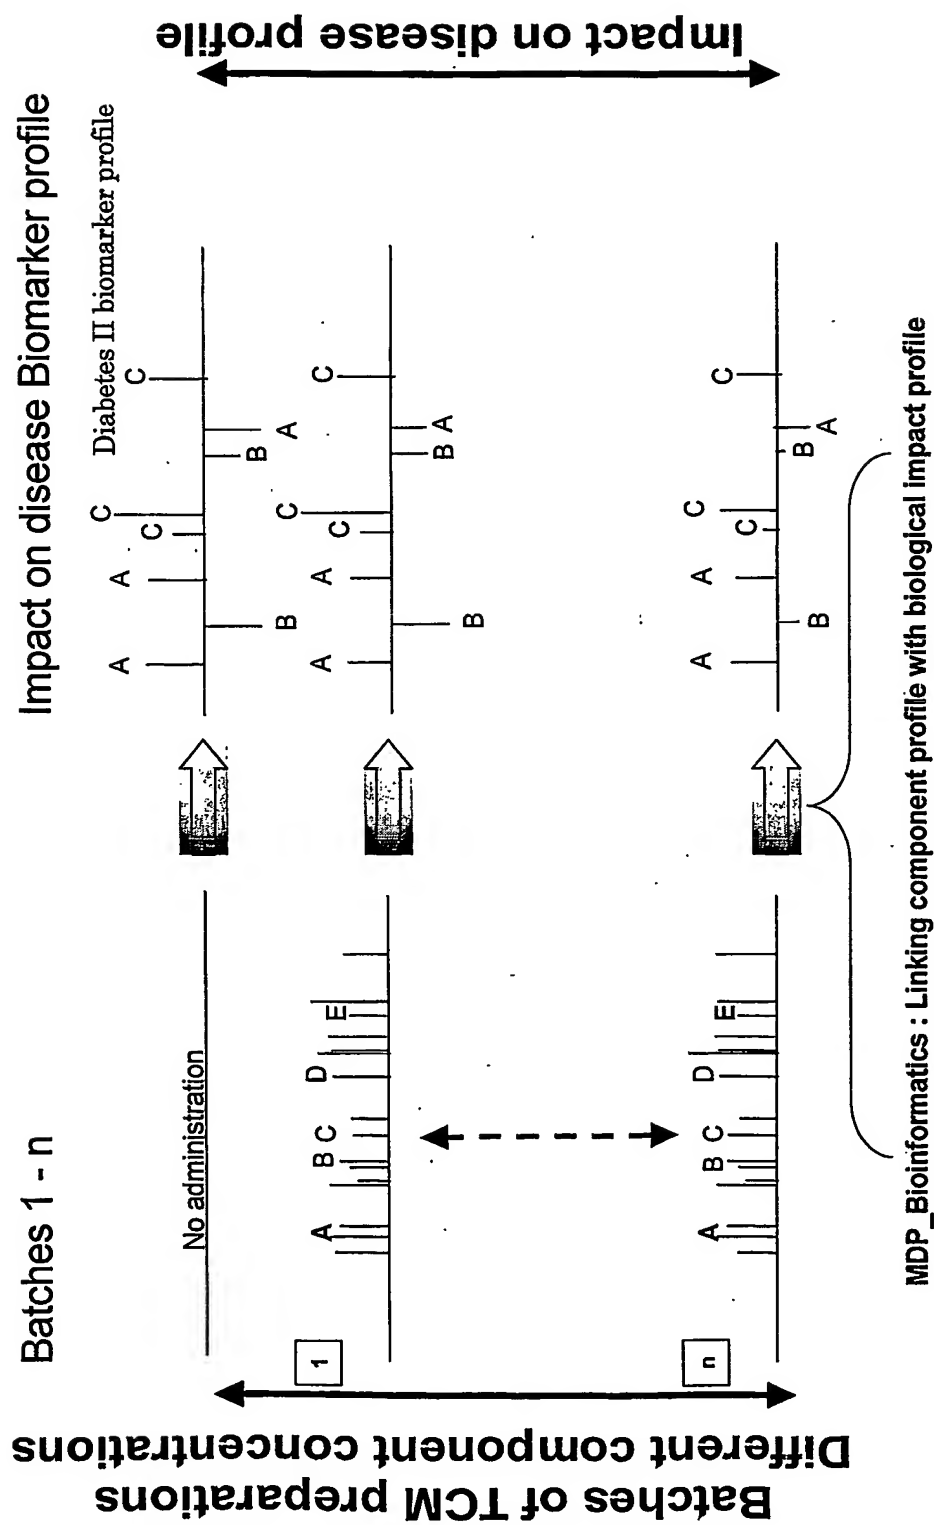 Batches 1 - n
Impact on disease Biomarker profile
Batches of TCM preparations
Different component concentrations
No administration
Diabetes II biomarker profile
A
B
A
C
C
B
A
C
1
A
B
C
D
E
A
B
A
C
C
B
A
C
n
A
B
C
D
E
A
B
A
C
C
B
A
C
Impact on disease profile
MDP_Bioinformatics : Linking component profile with biological impact profile